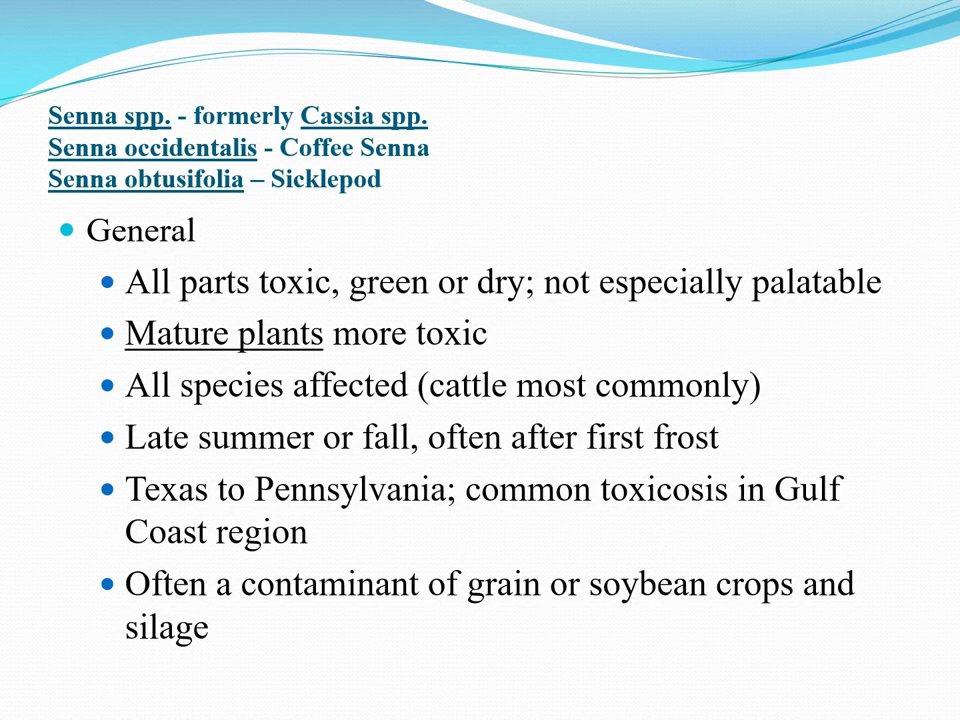 Senna spp. - formerly Cassia spp.
Senna occidentalis - Coffee Senna
Senna obtusifolia – Sicklepod
General
All parts toxic, green or dry; not especially palatable
Mature plants more toxic
All species affected (cattle most commonly)
Late summer or fall, often after first frost
Texas to Pennsylvania; common toxicosis in Gulf
Coast region
Often a contaminant of grain or soybean crops and
silage